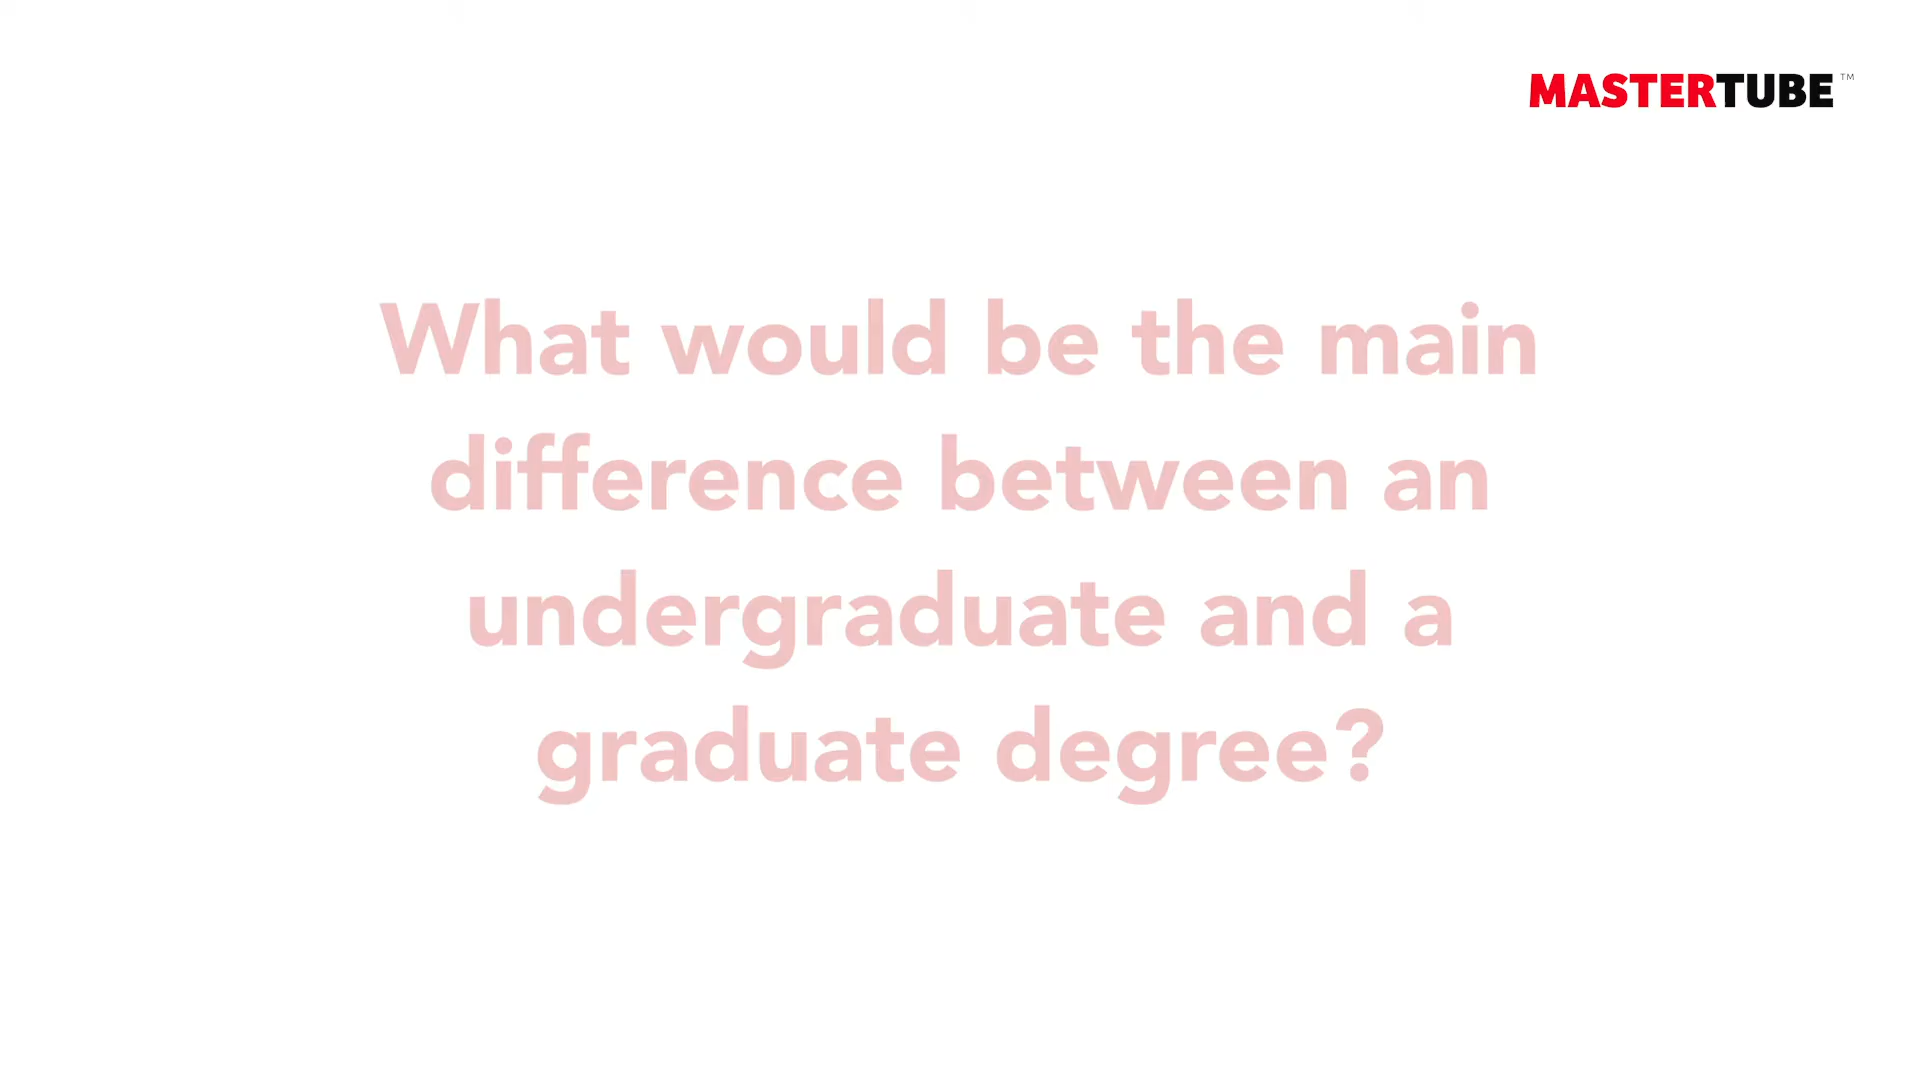 MASTERTUBE™
What would be the main
difference between an
undergraduate and a
graduate degree?